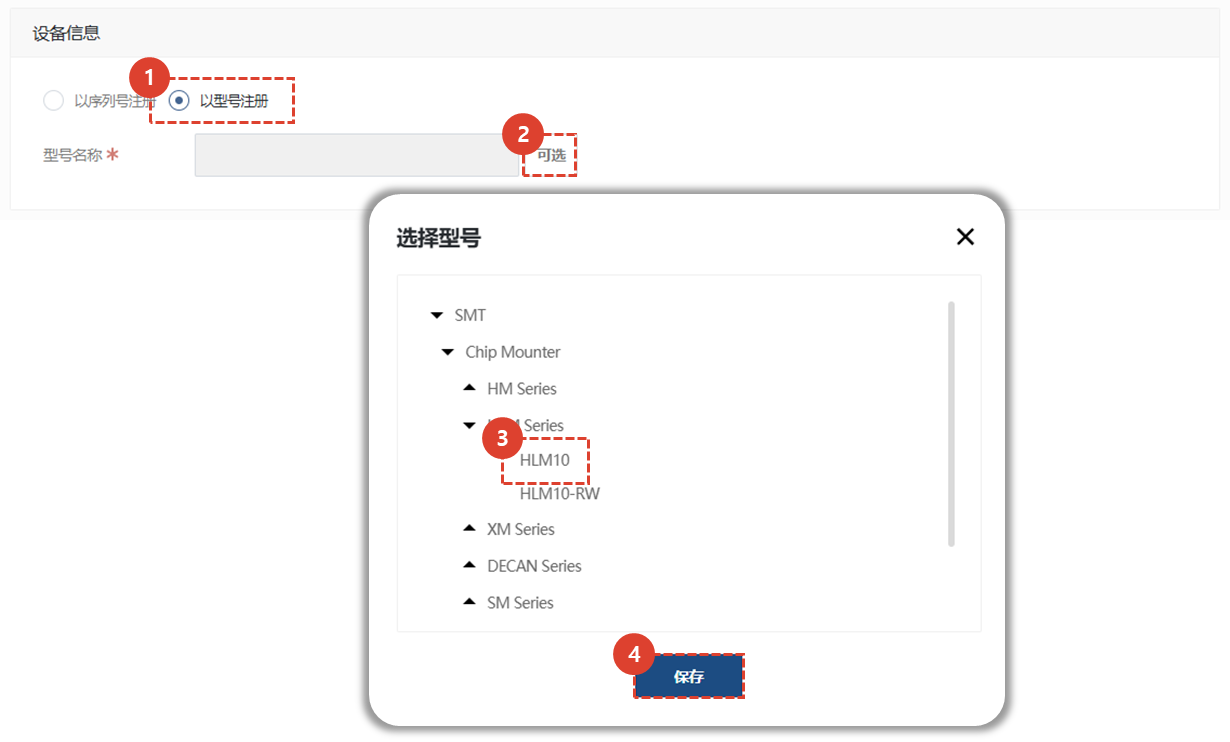 设备信息
1
以序列号注册 以型号注册
2
型号名称 * 可选
选择型号
SMT
Chip Mounter
HM Series
Series
3
HLM10
HLM10-RW
XM Series
DECAN Series
SM Series
4
保存